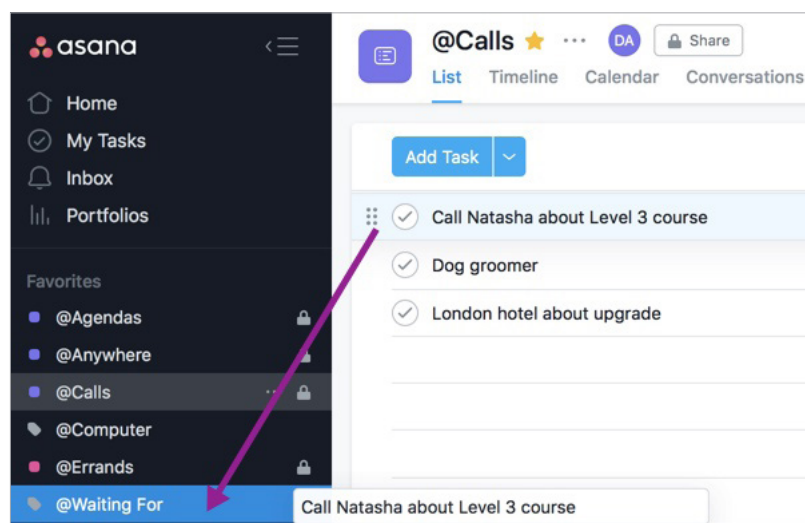 asana
Home
My Tasks
Inbox
Portfolios
Favorites
@Agendas
@Anywhere
@Calls
@Computer
@Errands
@Waiting For
@Calls
DA
Share
List Timeline Calendar Conversations
Add Task
Call Natasha about Level 3 course
Dog groomer
London hotel about upgrade
Call Natasha about Level 3 course